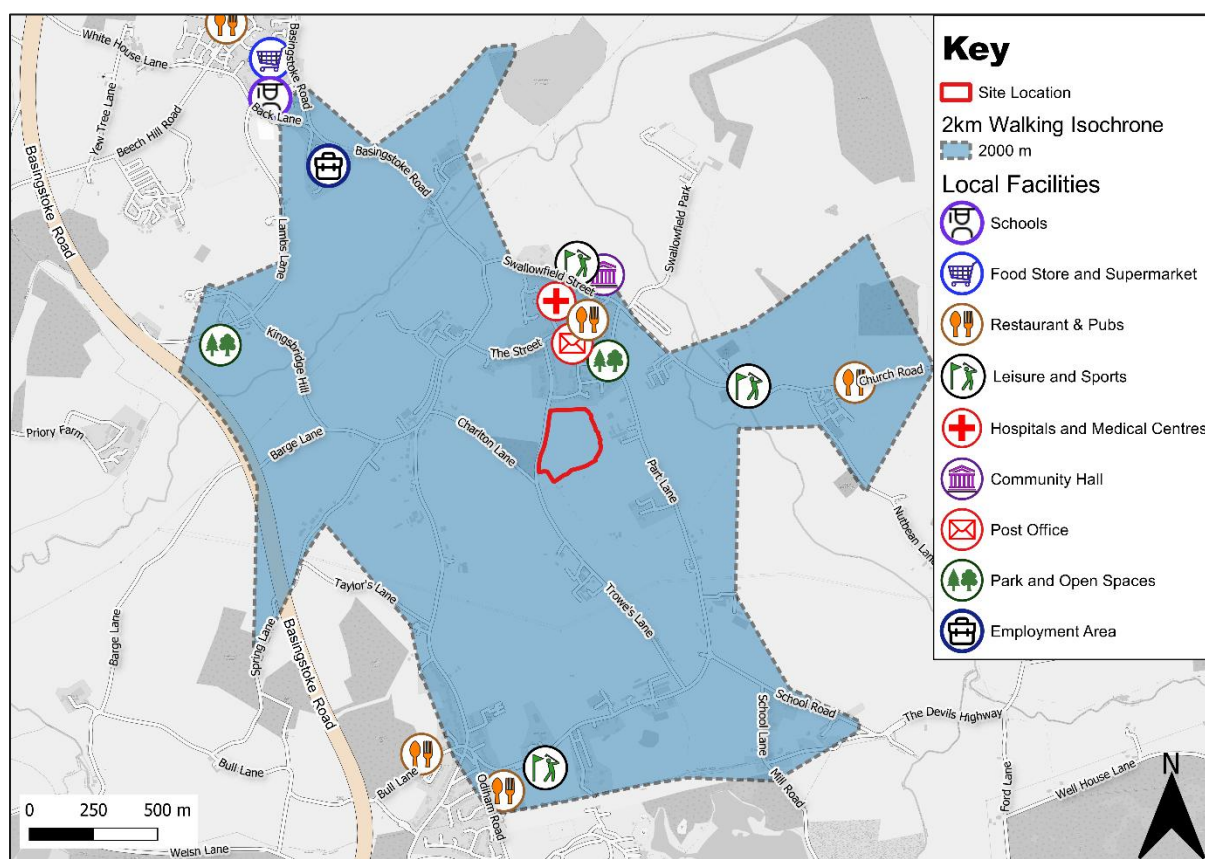 White House Lane
Basingstoke Road
Yew Tree Lane
Back Lane
Beech Hill Road
Basingstoke Road
Basingstoke Road
Lambs Lane
Swallowfield Park
Swallowfield Street
Kingsbridge Hill
The Street
Church Road
Priory Farm
Barge Lane
Charlton Lane
Part Lane
Nutbean Lane
Taylor's Lane
Trowe's Lane
Barge Lane
Spring Lane
Basingstoke Road
School Road
School Lane
The Devils Highway
Bull Lane
Bull Lane
Odiham Road
Mill Road
Ford Lane
Well House Lane
Welsh Lane
0 250 500 m
N
Key
Site Location
2km Walking Isochrone
2000 m
Local Facilities
Schools
Food Store and Supermarket
Restaurant & Pubs
Leisure and Sports
Hospitals and Medical Centres
Community Hall
Post Office
Park and Open Spaces
Employment Area